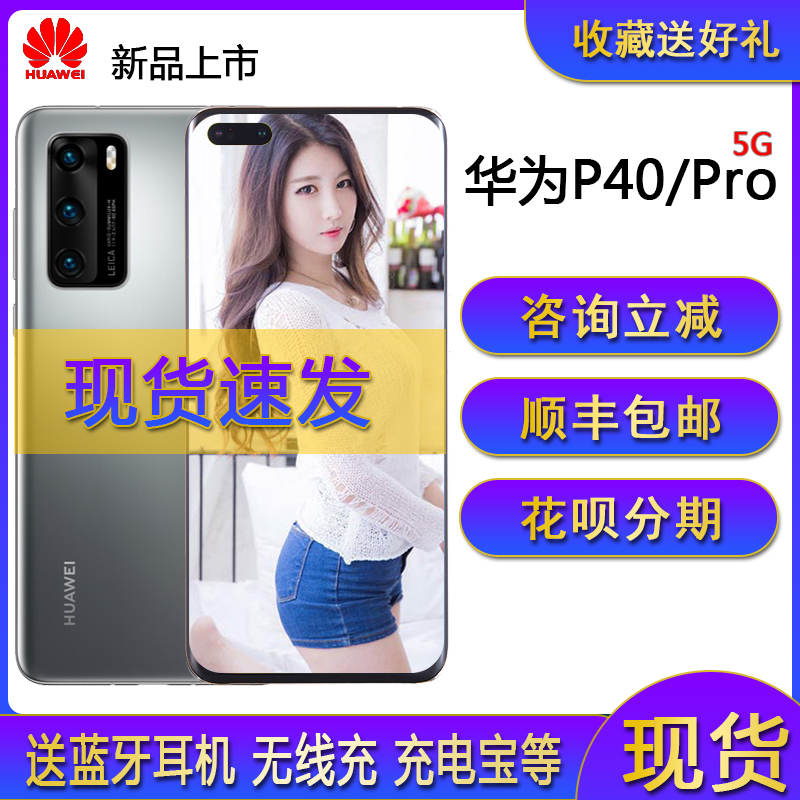 HUAWEI
新品上市
收藏送好礼
5G
华为P40/Pro
LEICA
咨询立减
现货速发
顺丰包邮
花呗分期
HUAWEI
送蓝牙耳机 无线充 充电宝等
现货